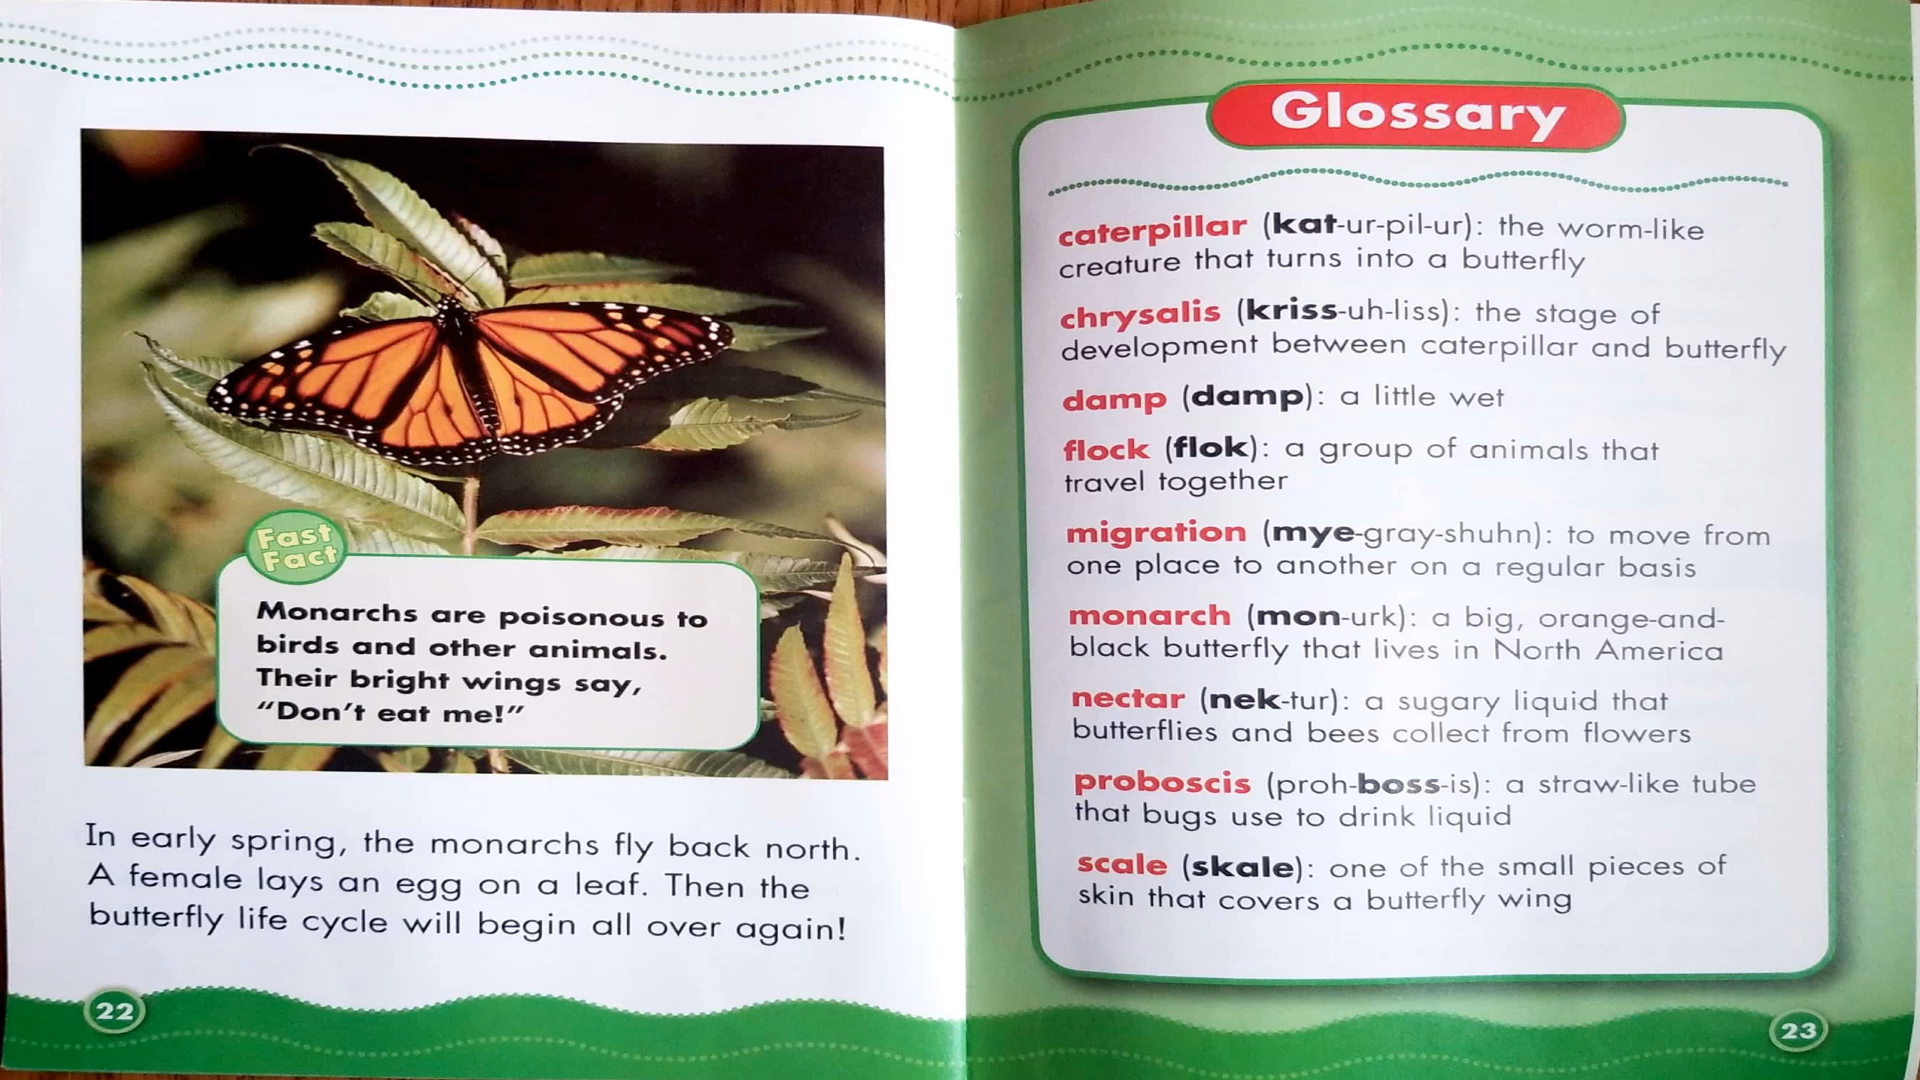 Fast
Fact
Monarchs are poisonous to
birds and other animals.
Their bright wings say,
“Don’t eat me!”
In early spring, the monarchs fly back north.
A female lays an egg on a leaf. Then the
butterfly life cycle will begin all over again!
22
Glossary
caterpillar (kat-ur-pil-ur): the worm-like
creature that turns into a butterfly
chrysalis (kriss-uh-liss): the stage of
development between caterpillar and butterfly
damp (damp): a little wet
flock (flok): a group of animals that
travel together
migration (mye-gray-shuhn): to move from
one place to another on a regular basis
monarch (mon-urk): a big, orange-and-
black butterfly that lives in North America
nectar (nek-tur): a sugary liquid that
butterflies and bees collect from flowers
proboscis (proh-boss-is): a straw-like tube
that bugs use to drink liquid
scale (skale): one of the small pieces of
skin that covers a butterfly wing
23